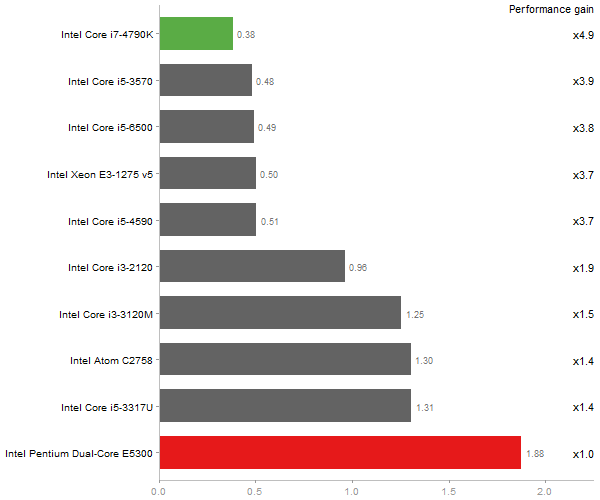 Performance gain
Intel Core i7-4790K 0.38 x4.9
Intel Core i5-3570 0.48 x3.9
Intel Core i5-6500 0.49 x3.8
Intel Xeon E3-1275 v5 0.50 x3.7
Intel Core i5-4590 0.51 x3.7
Intel Core i3-2120 0.96 x1.9
Intel Core i3-3120M 1.25 x1.5
Intel Atom C2758 1.30 x1.4
Intel Core i5-3317U 1.31 x1.4
Intel Pentium Dual-Core E5300 1.88 x1.0
0.0 0.5 1.0 1.5 2.0